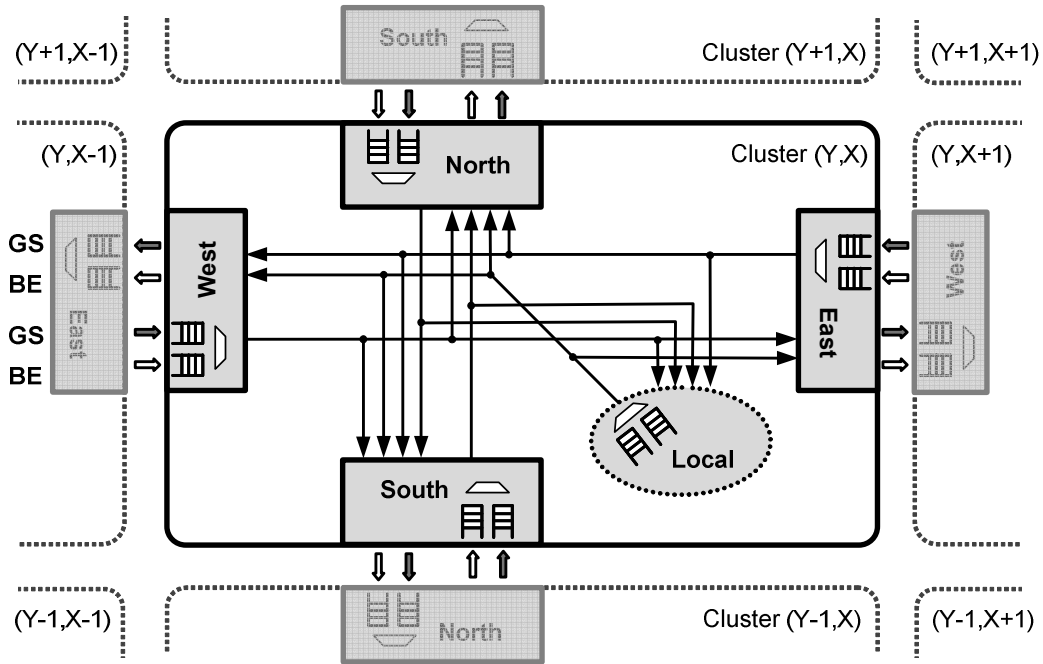 South
(Y+1,X-1)
Cluster (Y+1,X)
(Y+1,X+1)
(Y,X-1)
North
Cluster (Y,X)
(Y,X+1)
GS
BE
GS
BE
East
West
East
West
South
Local
(Y-1,X-1)
North
Cluster (Y-1,X)
(Y-1,X+1)